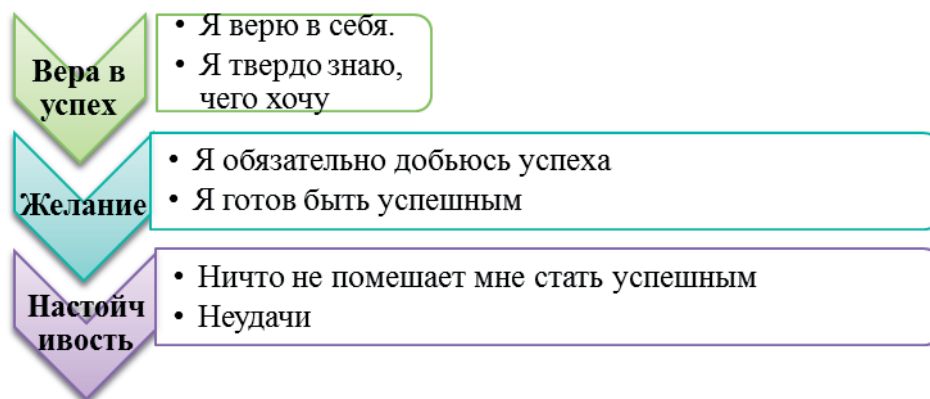 Вера в
успех
• Я верю в себя.
• Я твердо знаю,
чего хочу
Желание
• Я обязательно добьюсь успеха
• Я готов быть успешным
Настойч
ивость
• Ничто не помешает мне стать успешным
• Неудачи